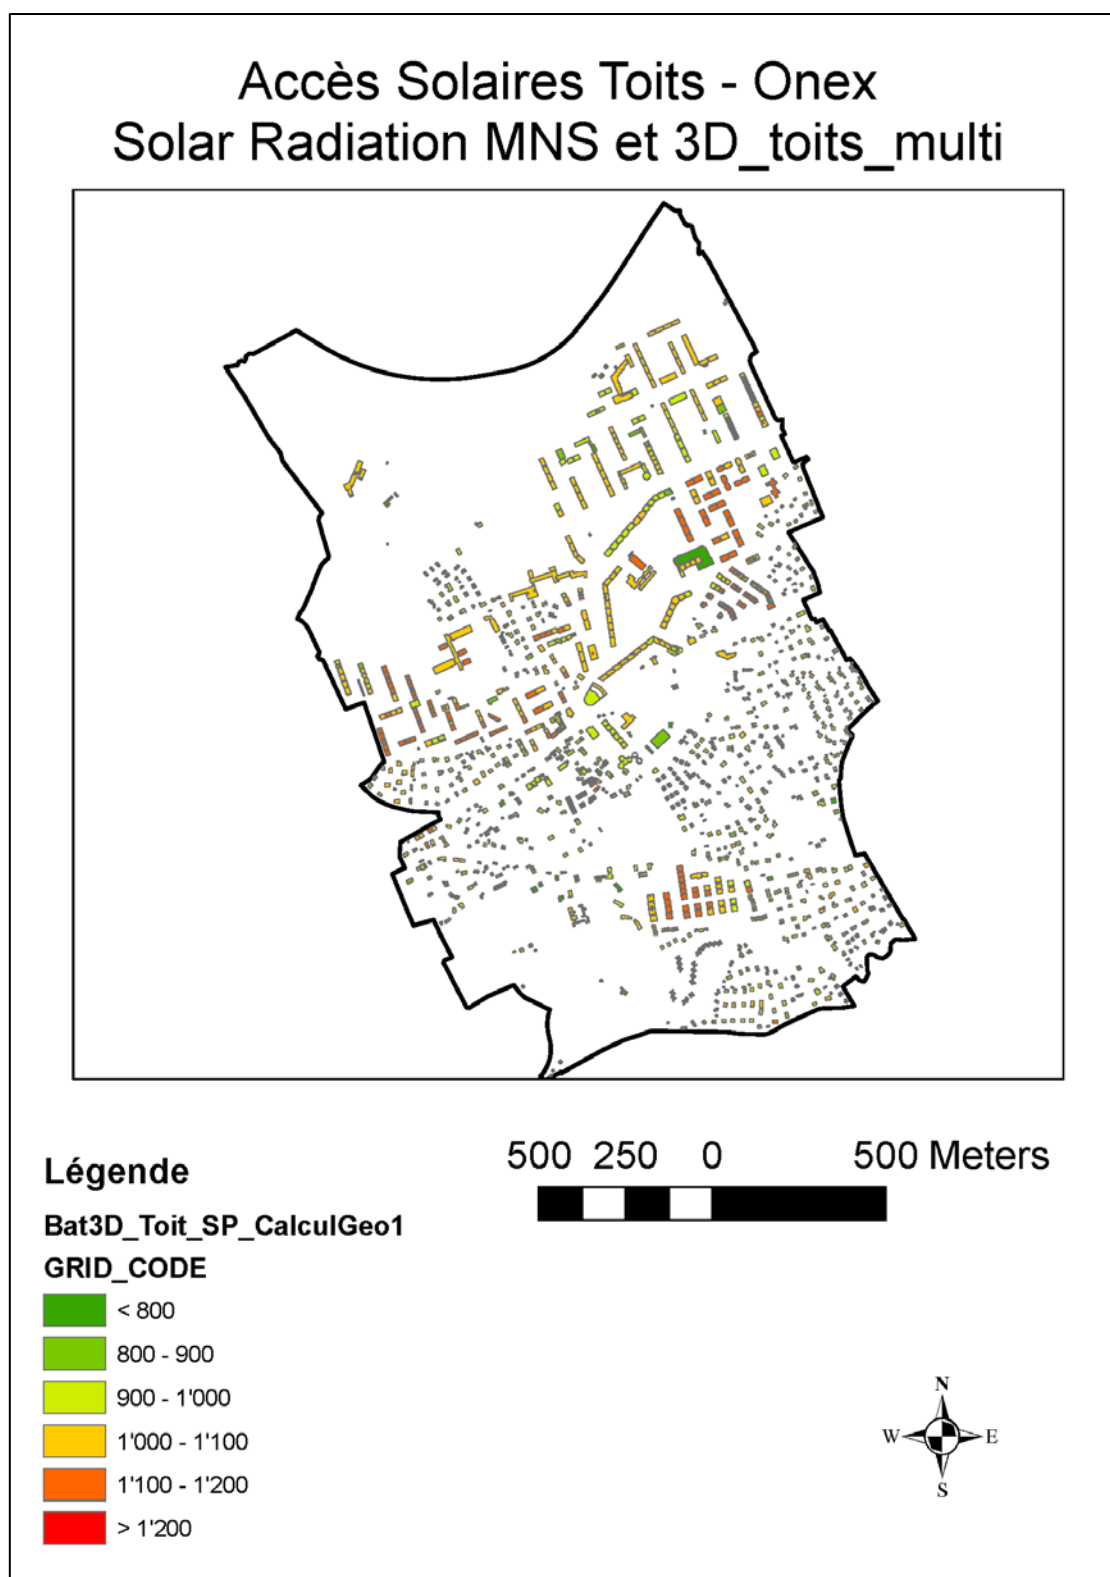 Accès Solaires Toits - Onex
Solar Radiation MNS et 3D_toits_multi
500 250 0 500 Meters
Légende
Bat3D_Toit_SP_CalculGeo1
GRID_CODE
< 800
800 - 900
900 - 1'000
1'000 - 1'100
1'100 - 1'200
> 1'200
N
W E
S